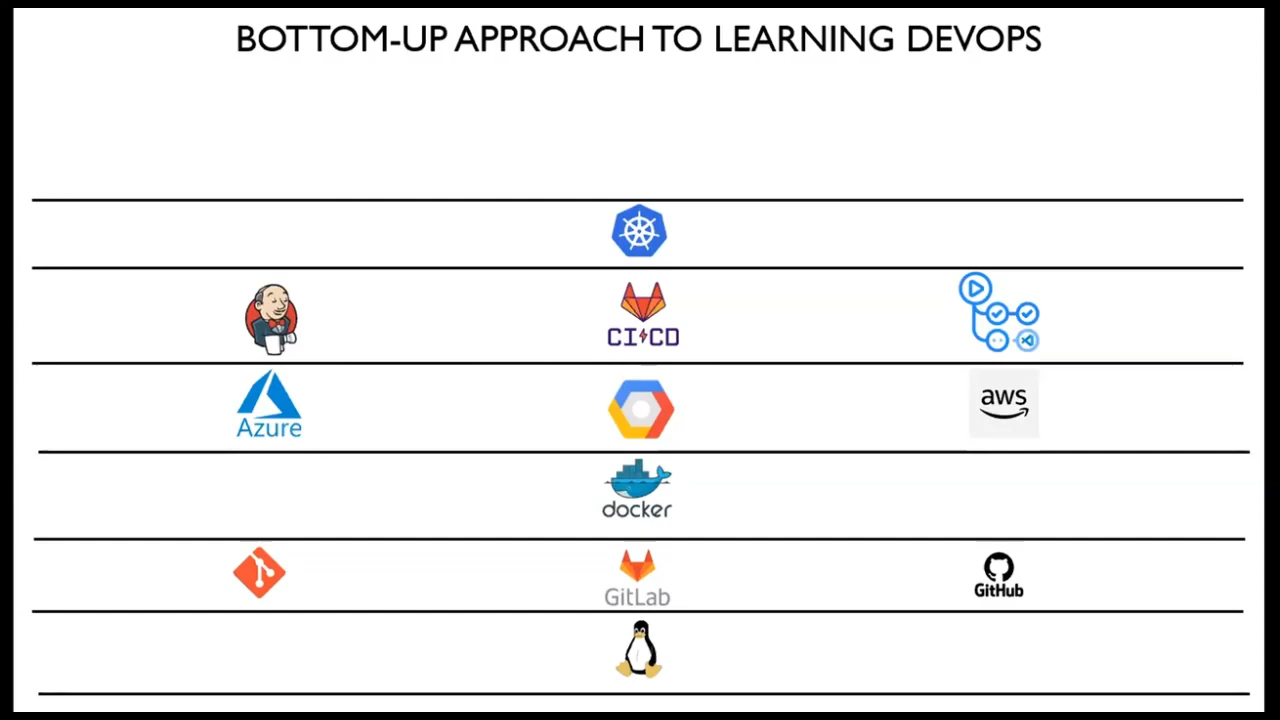 BOTTOM-UP APPROACH TO LEARNING DEVOPS
CI CD
Azure
aws
docker
GitLab
GitHub